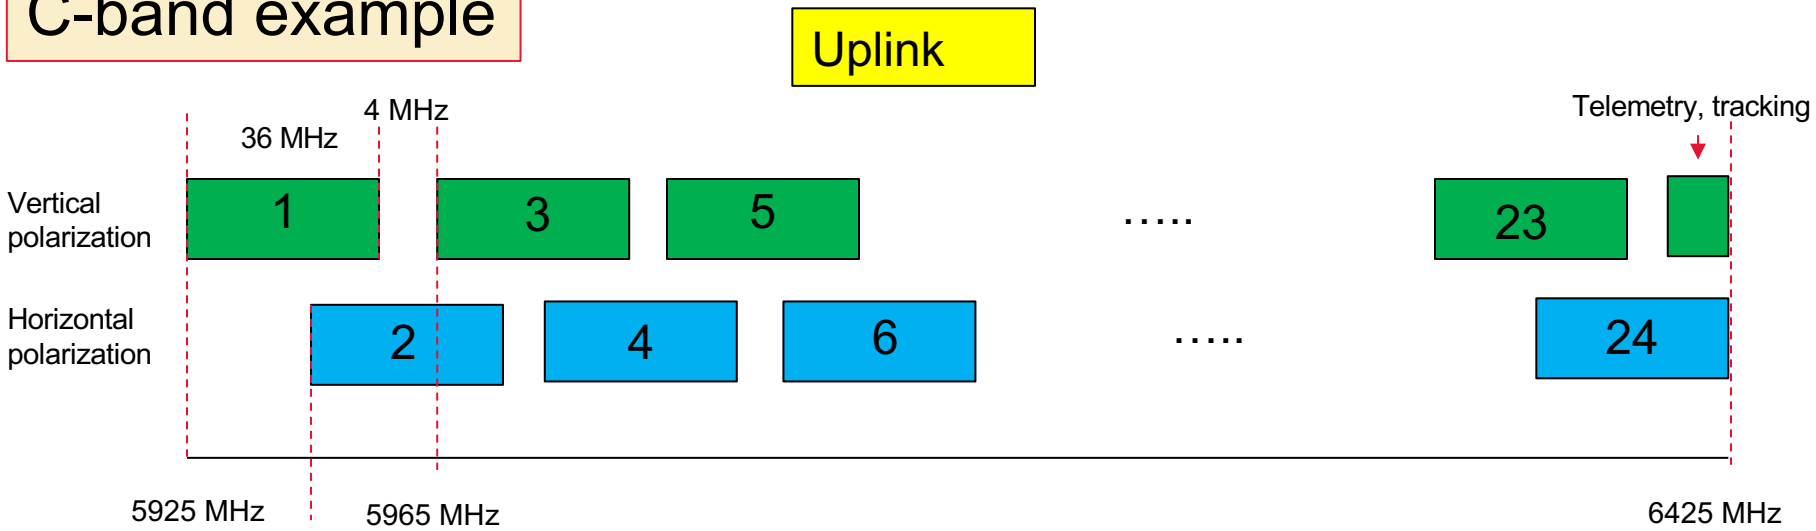 C-band example
Uplink
4 MHz
Telemetry, tracking
36 MHz
Vertical
polarization
1
3
5
.....
23
Horizontal
polarization
2
4
6
.....
24
5925 MHz
5965 MHz
6425 MHz